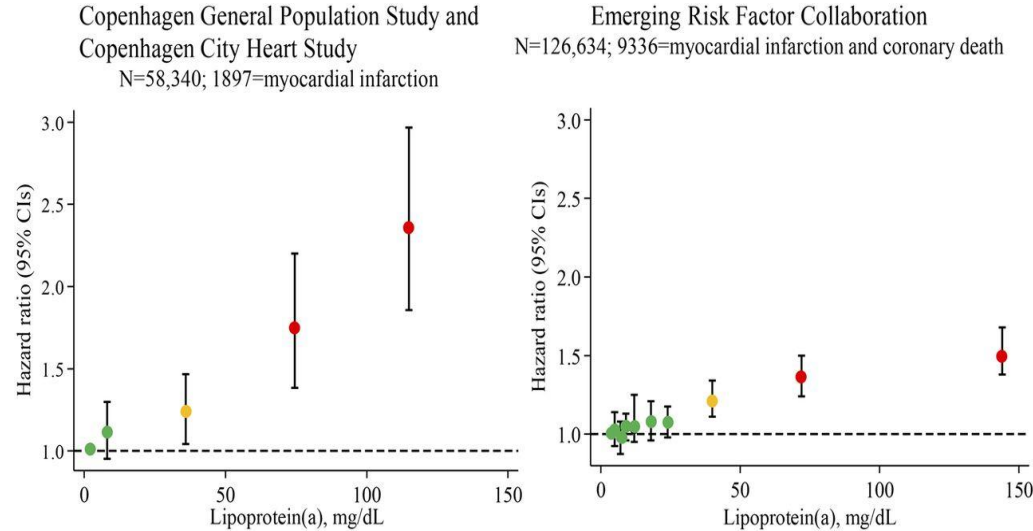 Copenhagen General Population Study and
Copenhagen City Heart Study
N=58,340; 1897=myocardial infarction
Hazard ratio (95% CIs)
3.0
2.5
2.0
1.5
1.0
0
50
100
150
Lipoprotein(a), mg/dL
Emerging Risk Factor Collaboration
N=126,634; 9336=myocardial infarction and coronary death
Hazard ratio (95% CIs)
3.0
2.5
2.0
1.5
1.0
0
50
100
150
Lipoprotein(a), mg/dL